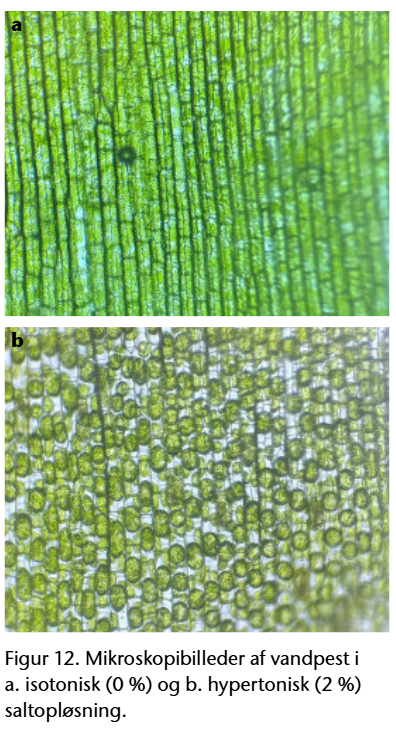 a
b
Figur 12. Mikroskopibilleder af vandpest i
a. isotonisk (0 %) og b. hypertonisk (2 %)
saltopløsning.